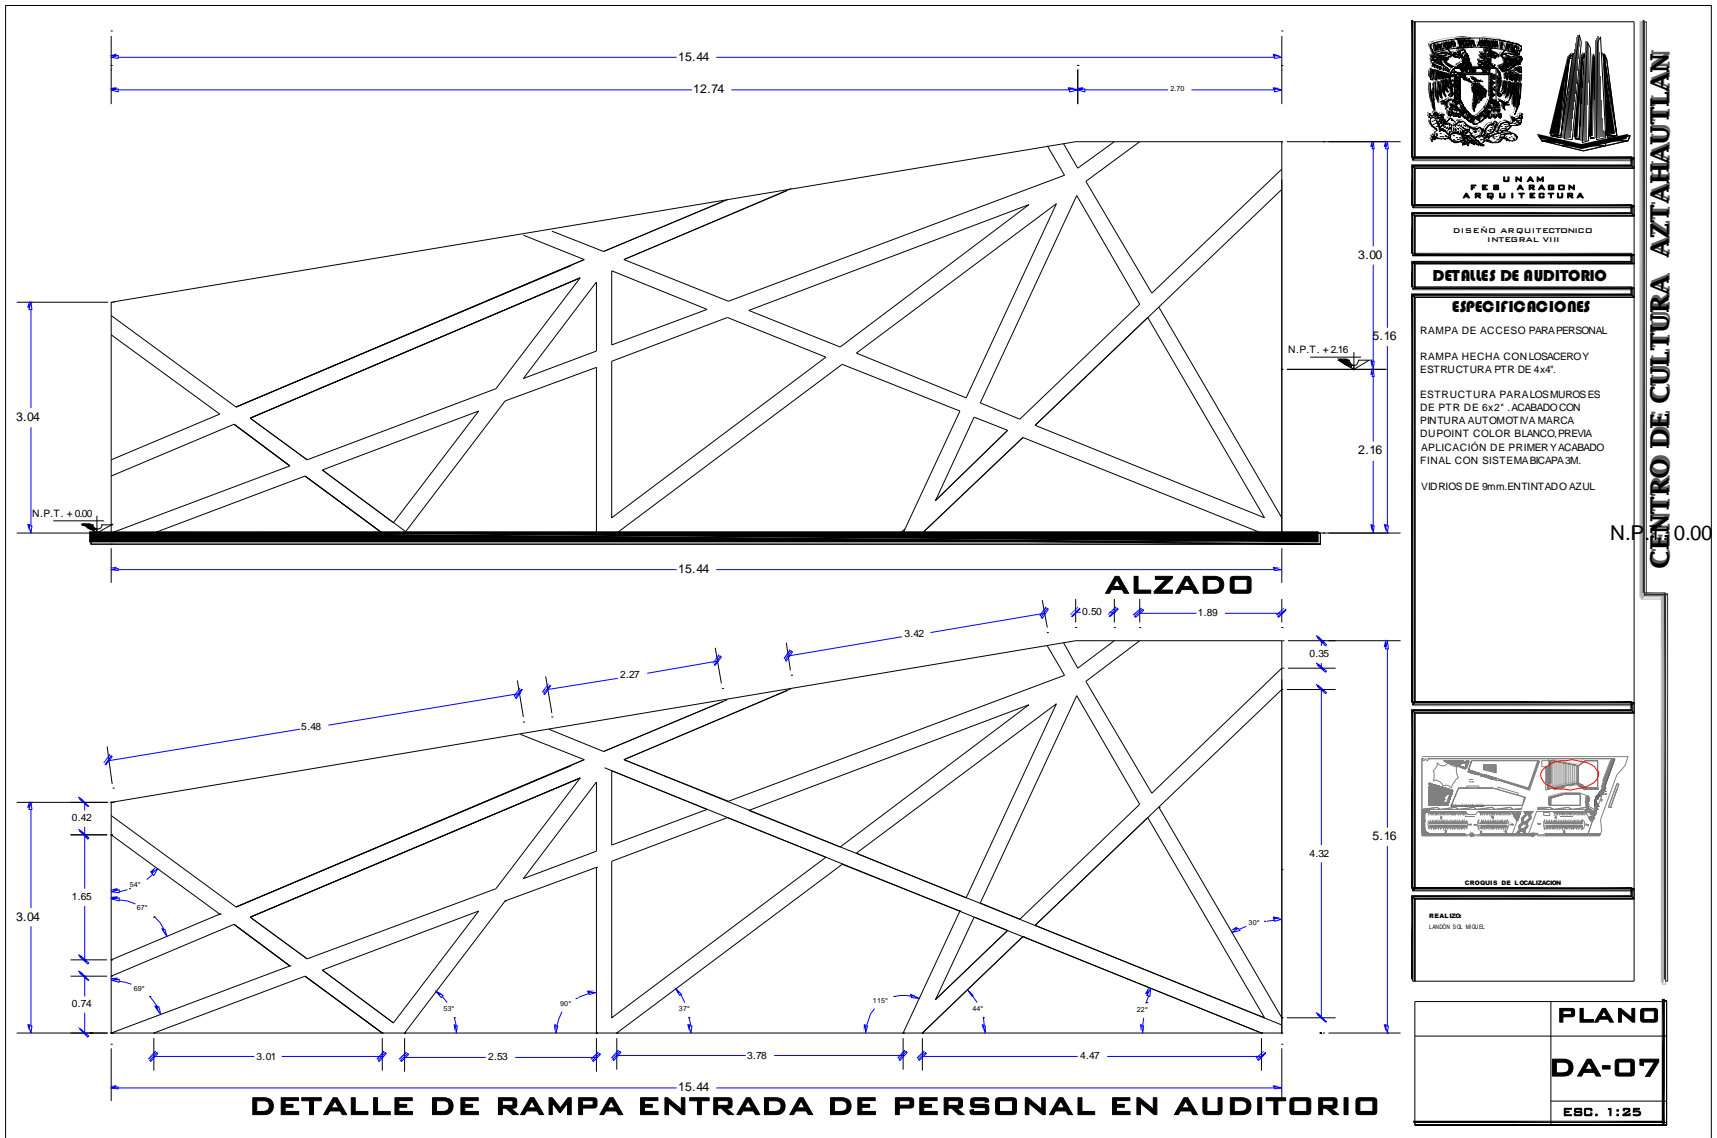 15.44
12.74
2.70
3.04
3.00
5.16
2.16
N.P.T. + 2.16
N.P.T. + 0.00
15.44
ALZADO
5.48
2.27
3.42
0.50
1.89
0.35
4.32
5.16
0.42
1.65
3.04
0.74
54°
67°
69°
53°
90°
37°
115°
44°
22°
30°
3.01
2.53
3.78
4.47
15.44
DETALLE DE RAMPA ENTRADA DE PERSONAL EN AUDITORIO
UNAM
FES ARAGON
ARQUITECTURA
DISEÑO ARQUITECTONICO
INTEGRAL VIII
DETALLES DE AUDITORIO
ESPECIFICACIONES
RAMPA DE ACCESO PARA PERSONAL
RAMPA HECHA CON LOSACERO Y
ESTRUCTURA PTR DE 4x4".
ESTRUCTURA PARA LOS MUROS ES
DE PTR DE 6x2" . ACABADO CON
PINTURA AUTOMOTIVA MARCA
DUPOINT COLOR BLANCO, PREVIA
APLICACIÓN DE PRIMER Y ACABADO
FINAL CON SISTEMA BICAPA 3M.
VIDRIOS DE 9mm. ENTINTADO AZUL
CROQUIS DE LOCALIZACION
REALIZO:
LANDÓN SOL MIGUEL
CENTRO DE CULTURA AZTAHAUTLAN
N.P.T. 0.00
PLANO
DA-07
ESC. 1:25